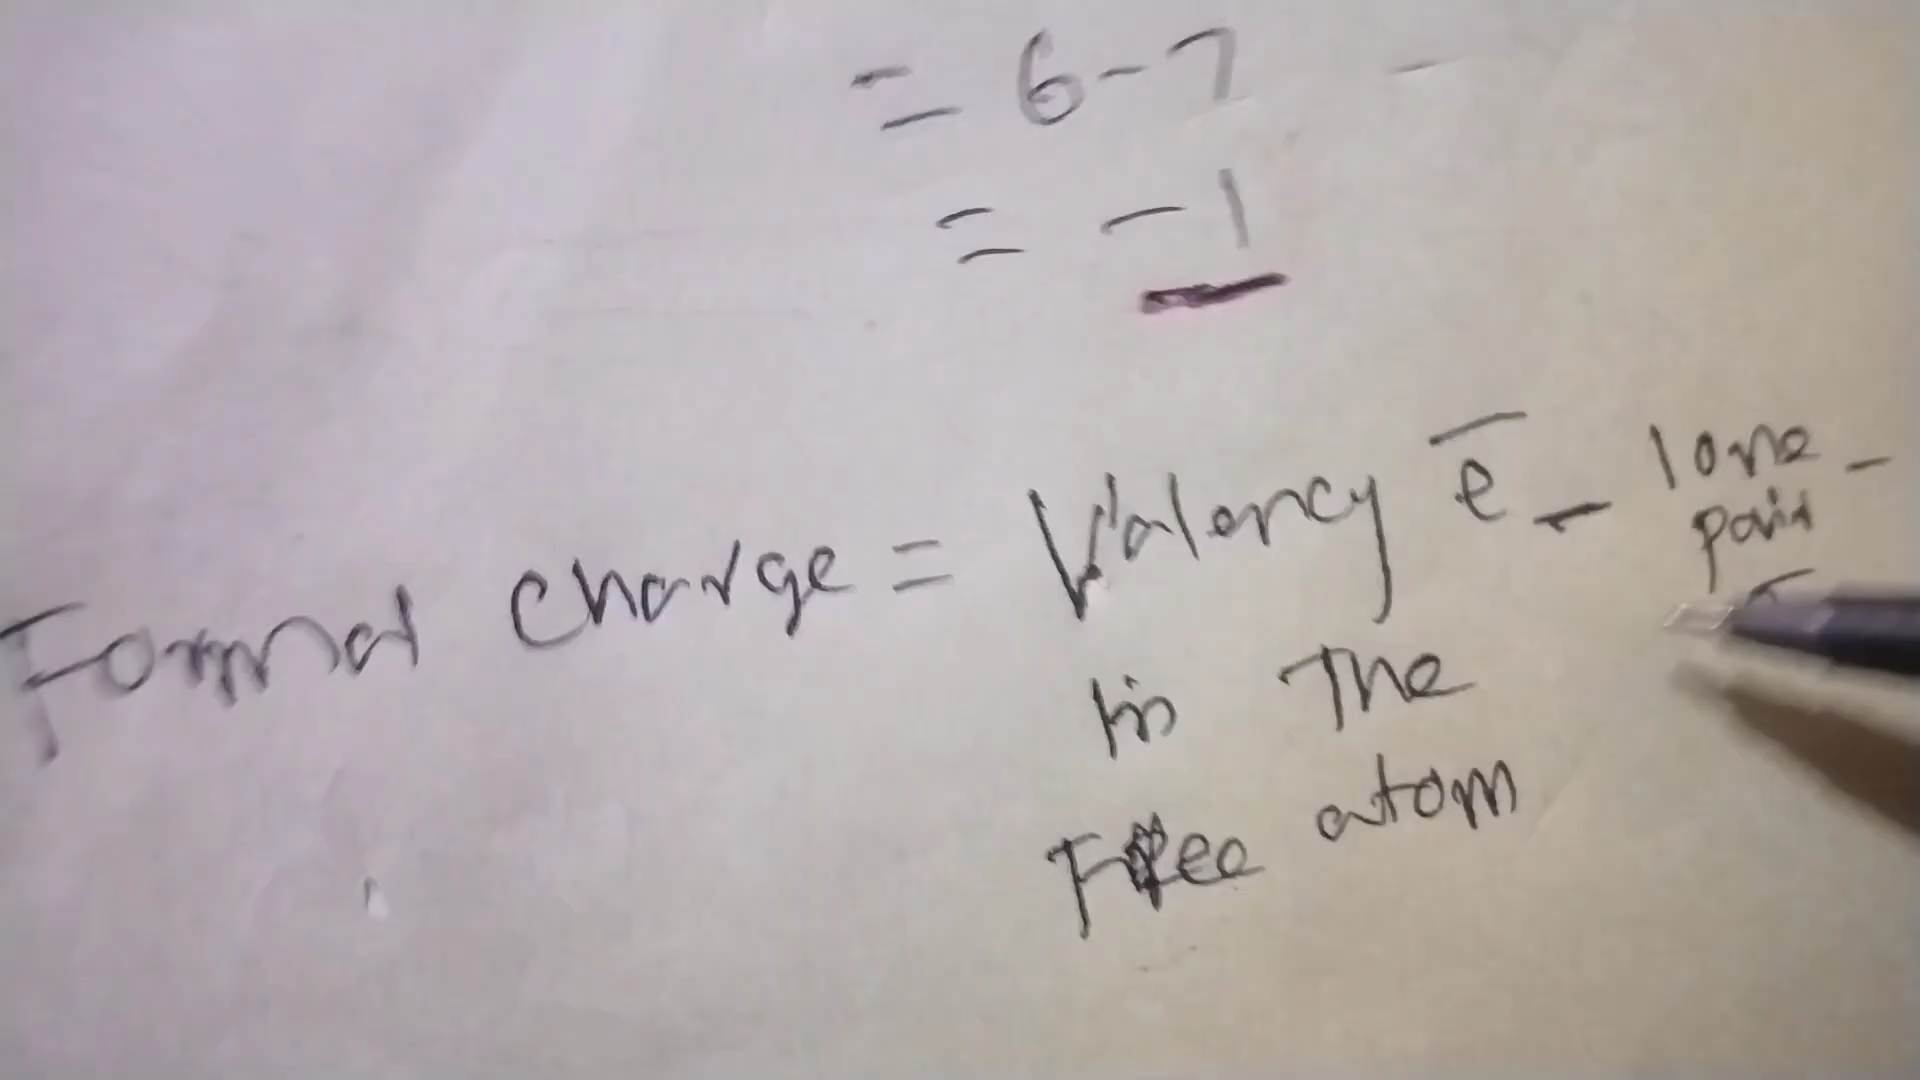 = 6-7
= -1
Formal charge = Valency e̅ - lone -
pair
in The
Free atom